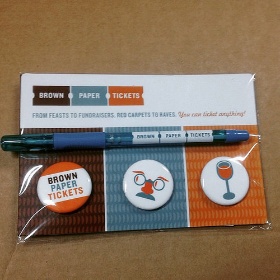 BROWN PAPER TICKETS
FROM FEASTS TO FUNDRAISERS, RED CARPETS TO RAVES. You can ticket anything!
BROWN PAPER TICKETS
BROWN
PAPER
TICKETS